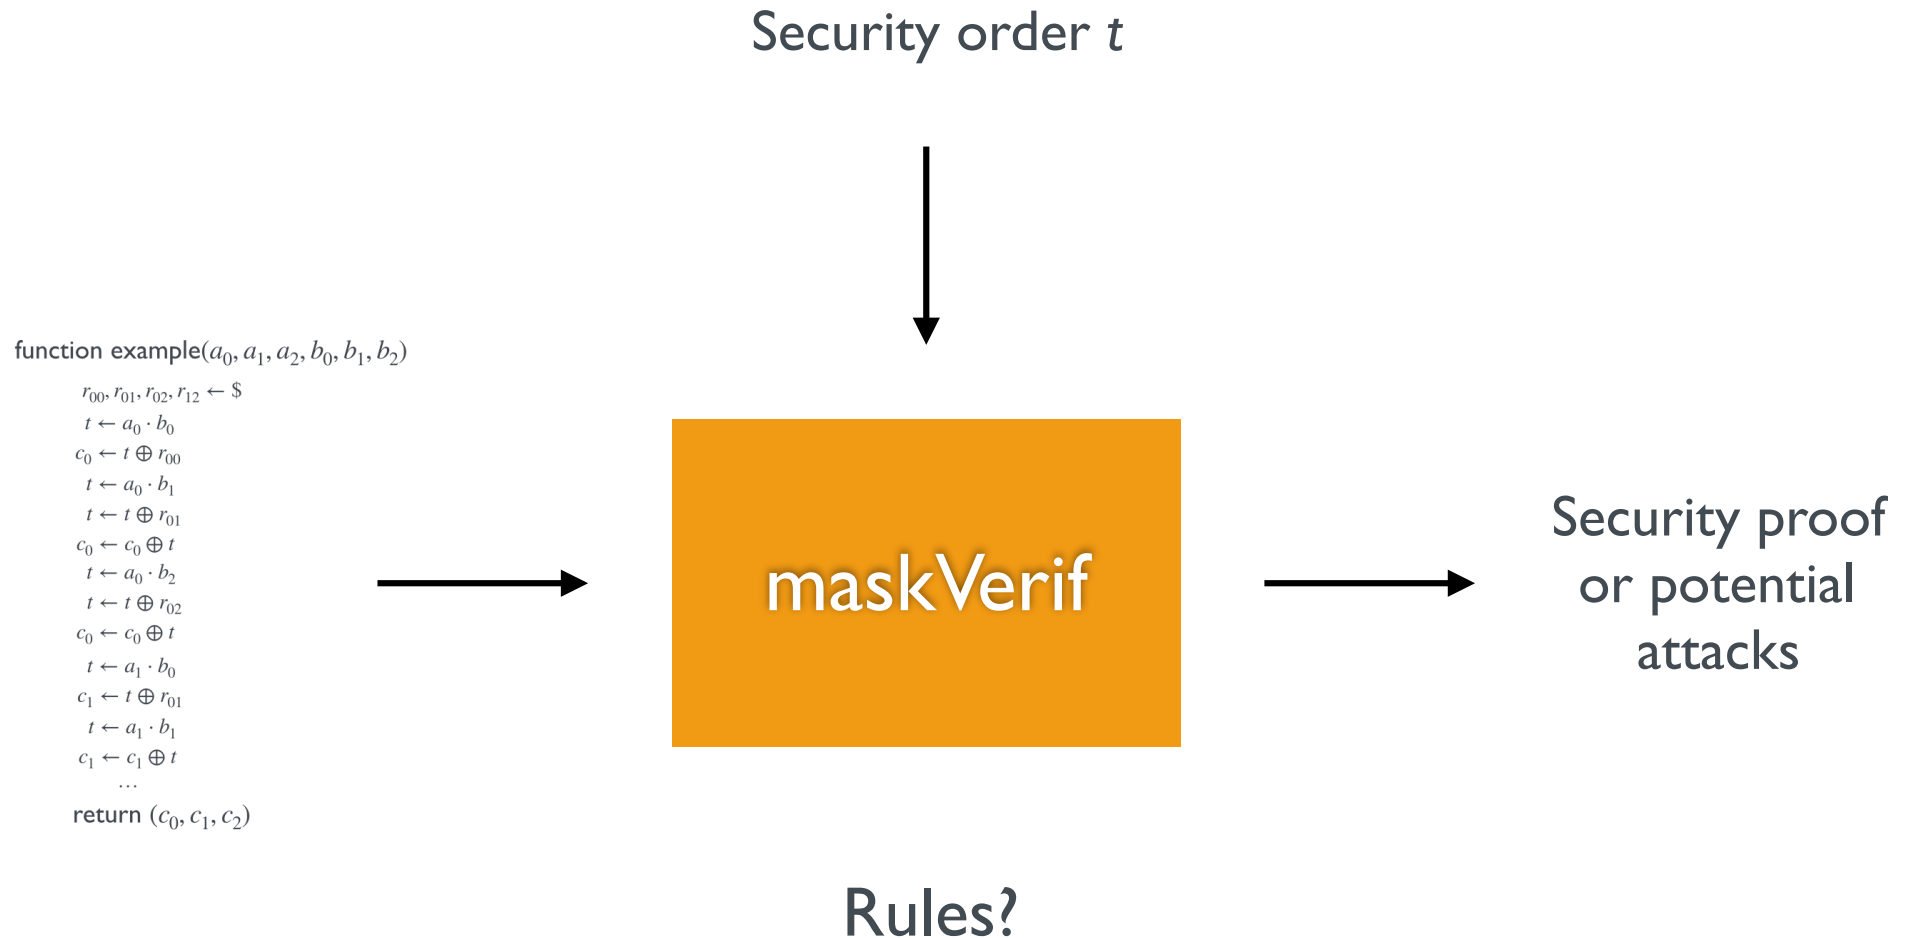 Security order t
function example(a₀, a₁, a₂, b₀, b₁, b₂)
r₀₀, r₀₁, r₀₂, r₁₂ ← $
t ← a₀ · b₀
c₀ ← t ⊕ r₀₀
t ← a₀ · b₁
t ← t ⊕ r₀₁
c₀ ← c₀ ⊕ t
t ← a₀ · b₂
t ← t ⊕ r₀₂
c₀ ← c₀ ⊕ t
t ← a₁ · b₀
c₁ ← t ⊕ r₀₁
t ← a₁ · b₁
c₁ ← c₁ ⊕ t
…
return (c₀, c₁, c₂)
maskVerif
Security proof
or potential
attacks
Rules?